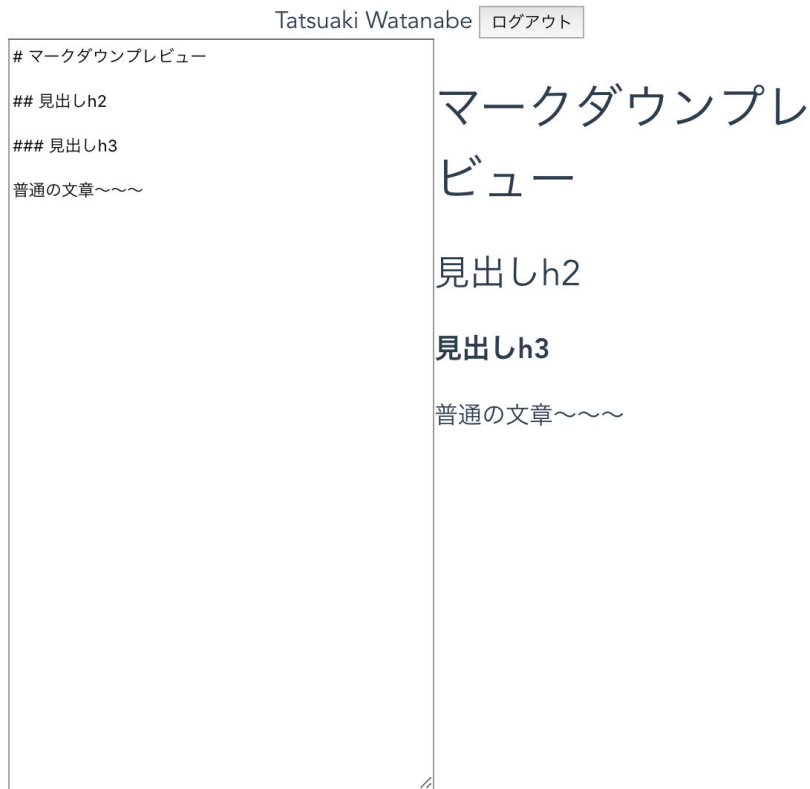 Tatsuaki Watanabe ログアウト
# マークダウンプレビュー
## 見出しh2
### 見出しh3
普通の文章〜〜〜
マークダウンプレ
ビュー
見出しh2
見出しh3
普通の文章〜〜〜